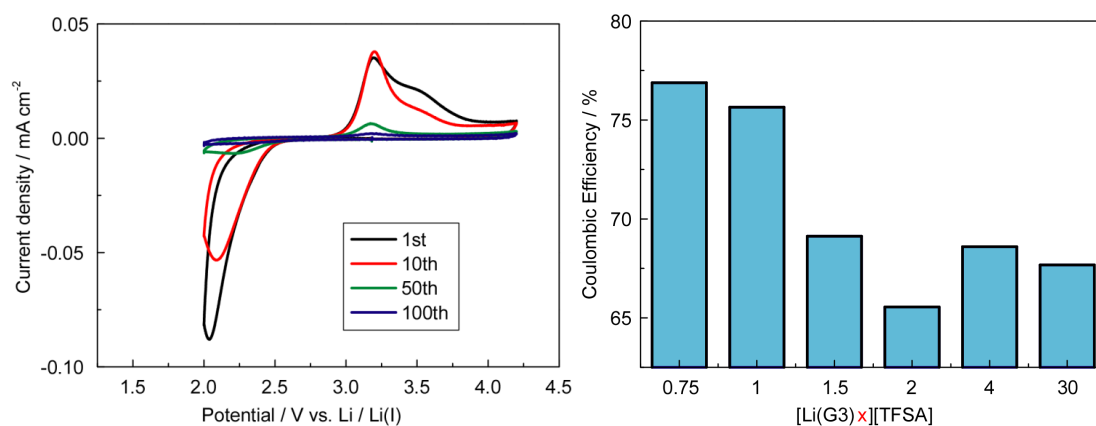 0.05
0.00
-0.05
-0.10
Current density / mA cm⁻²
1st
10th
50th
100th
1.5 2.0 2.5 3.0 3.5 4.0 4.5
Potential / V vs. Li / Li(I)
80
75
70
65
Coulombic Efficiency / %
0.75 1 1.5 2 4 30
[Li(G3)x][TFSA]